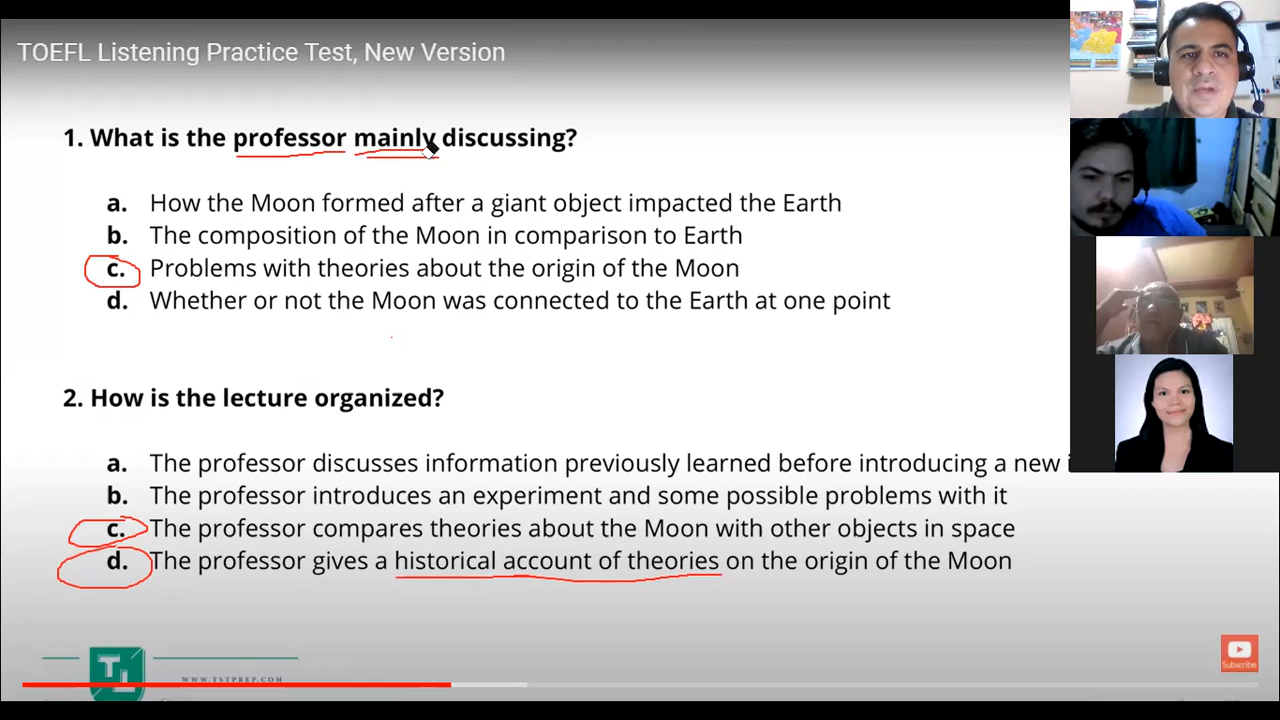 TOEFL Listening Practice Test, New Version
1. What is the professor mainly discussing?
a. How the Moon formed after a giant object impacted the Earth
b. The composition of the Moon in comparison to Earth
c. Problems with theories about the origin of the Moon
d. Whether or not the Moon was connected to the Earth at one point
2. How is the lecture organized?
a. The professor discusses information previously learned before introducing a new
b. The professor introduces an experiment and some possible problems with it
c. The professor compares theories about the Moon with other objects in space
d. The professor gives a historical account of theories on the origin of the Moon
TL
WWW.TSTPREP.COM
Subscribe